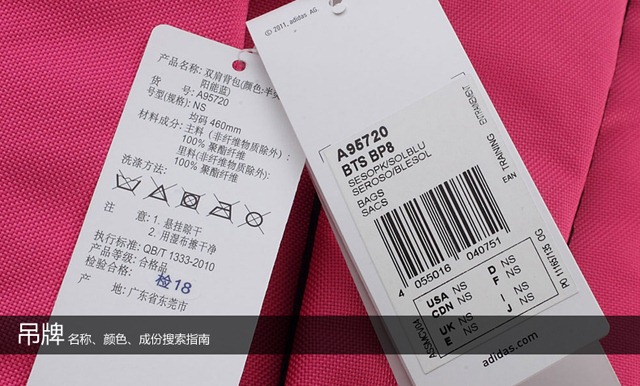 产品名称: 双肩背包(颜色:半
阳能蓝)
货 号: A95720
号型(规格): NS
均码 460mm
材料成分: 主料(非纤维物质除外):
100% 聚酯纤维
里料(非纤维物质除外):
100% 聚酯纤维
洗涤方法:
注 意: 1. 悬挂晾干
2. 用湿布擦干净
执行标准: QB/T 1333-2010
产品等级: 合格品
检验合格: 检18
产 地: 广东省东莞市
© 2011, adidas AG
A95720
BTS BP8
SESOPK/SOLBLU
SEROSO/BLESOL
BAGS
SACS
TRAINING
EAN
4 055016 040751
USA NS
CDN NS
UK NS
E NS
D NS
F NS
I NS
J NS
adidas.com
吊牌 名称、颜色、成份搜索指南